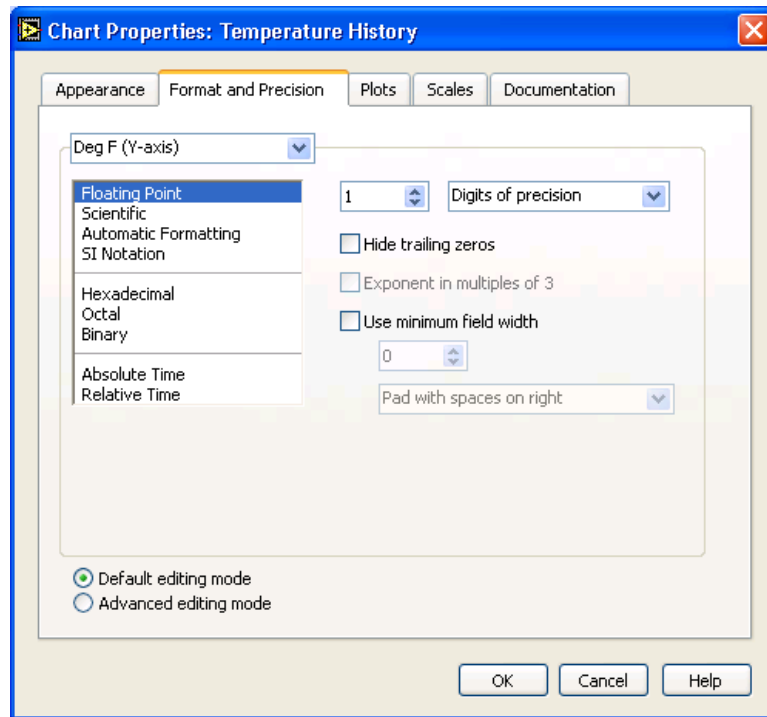 Chart Properties: Temperature History
Appearance Format and Precision Plots Scales Documentation
Deg F (Y-axis)
Floating Point
Scientific
Automatic Formatting
SI Notation
Hexadecimal
Octal
Binary
Absolute Time
Relative Time
1 Digits of precision
Hide trailing zeros
Exponent in multiples of 3
Use minimum field width
0
Pad with spaces on right
Default editing mode
Advanced editing mode
OK Cancel Help